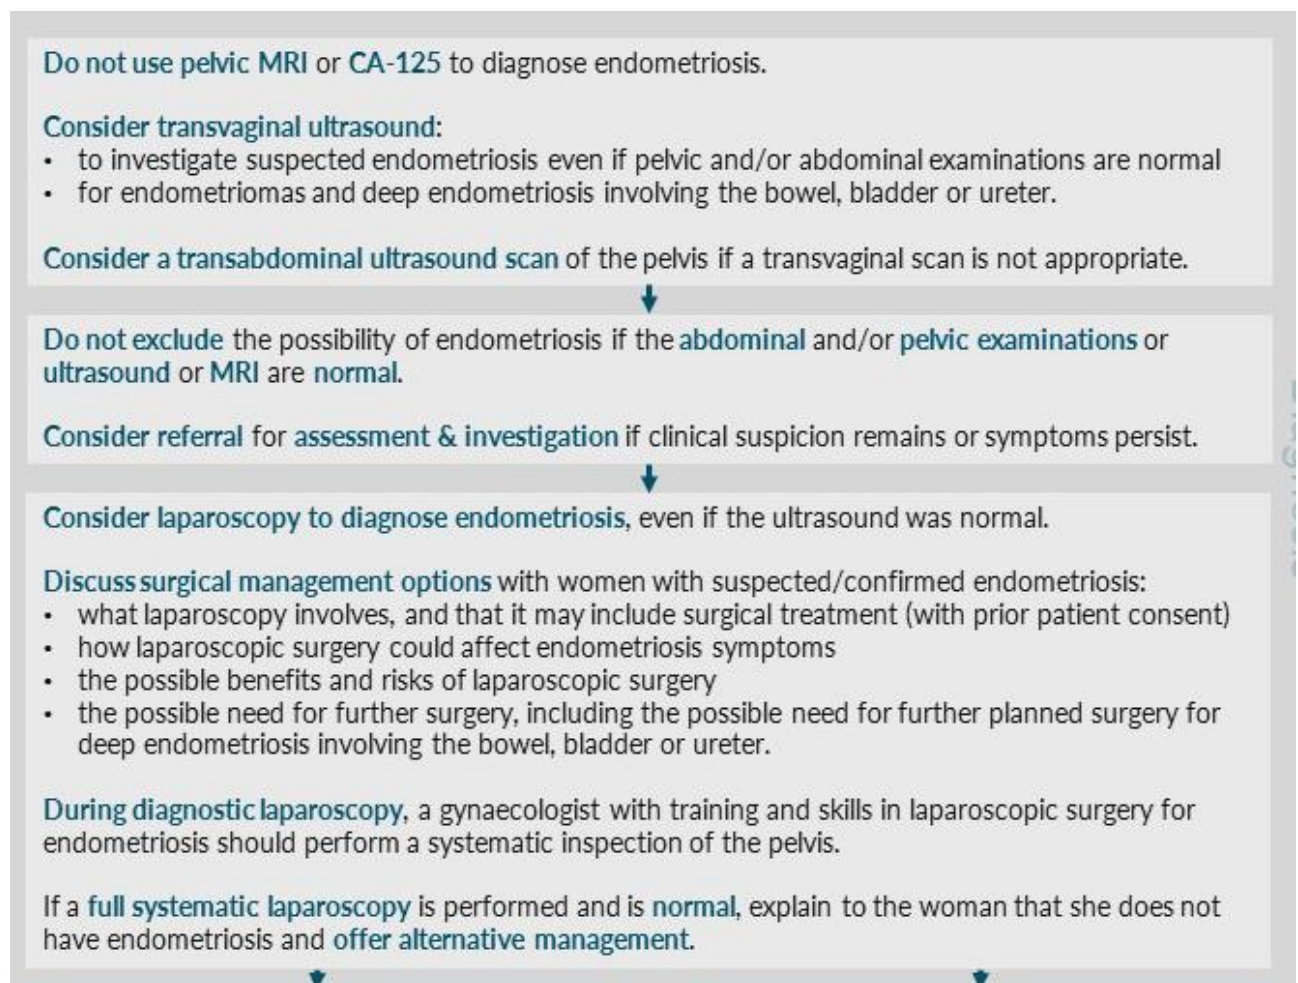 Do not use pelvic MRI or CA-125 to diagnose endometriosis.
Consider transvaginal ultrasound:
• to investigate suspected endometriosis even if pelvic and/or abdominal examinations are normal
• for endometriomas and deep endometriosis involving the bowel, bladder or ureter.
Consider a transabdominal ultrasound scan of the pelvis if a transvaginal scan is not appropriate.
Do not exclude the possibility of endometriosis if the abdominal and/or pelvic examinations or
ultrasound or MRI are normal.
Consider referral for assessment & investigation if clinical suspicion remains or symptoms persist.
Consider laparoscopy to diagnose endometriosis, even if the ultrasound was normal.
Discuss surgical management options with women with suspected/confirmed endometriosis:
• what laparoscopy involves, and that it may include surgical treatment (with prior patient consent)
• how laparoscopic surgery could affect endometriosis symptoms
• the possible benefits and risks of laparoscopic surgery
• the possible need for further surgery, including the possible need for further planned surgery for
deep endometriosis involving the bowel, bladder or ureter.
During diagnostic laparoscopy, a gynaecologist with training and skills in laparoscopic surgery for
endometriosis should perform a systematic inspection of the pelvis.
If a full systematic laparoscopy is performed and is normal, explain to the woman that she does not
have endometriosis and offer alternative management.